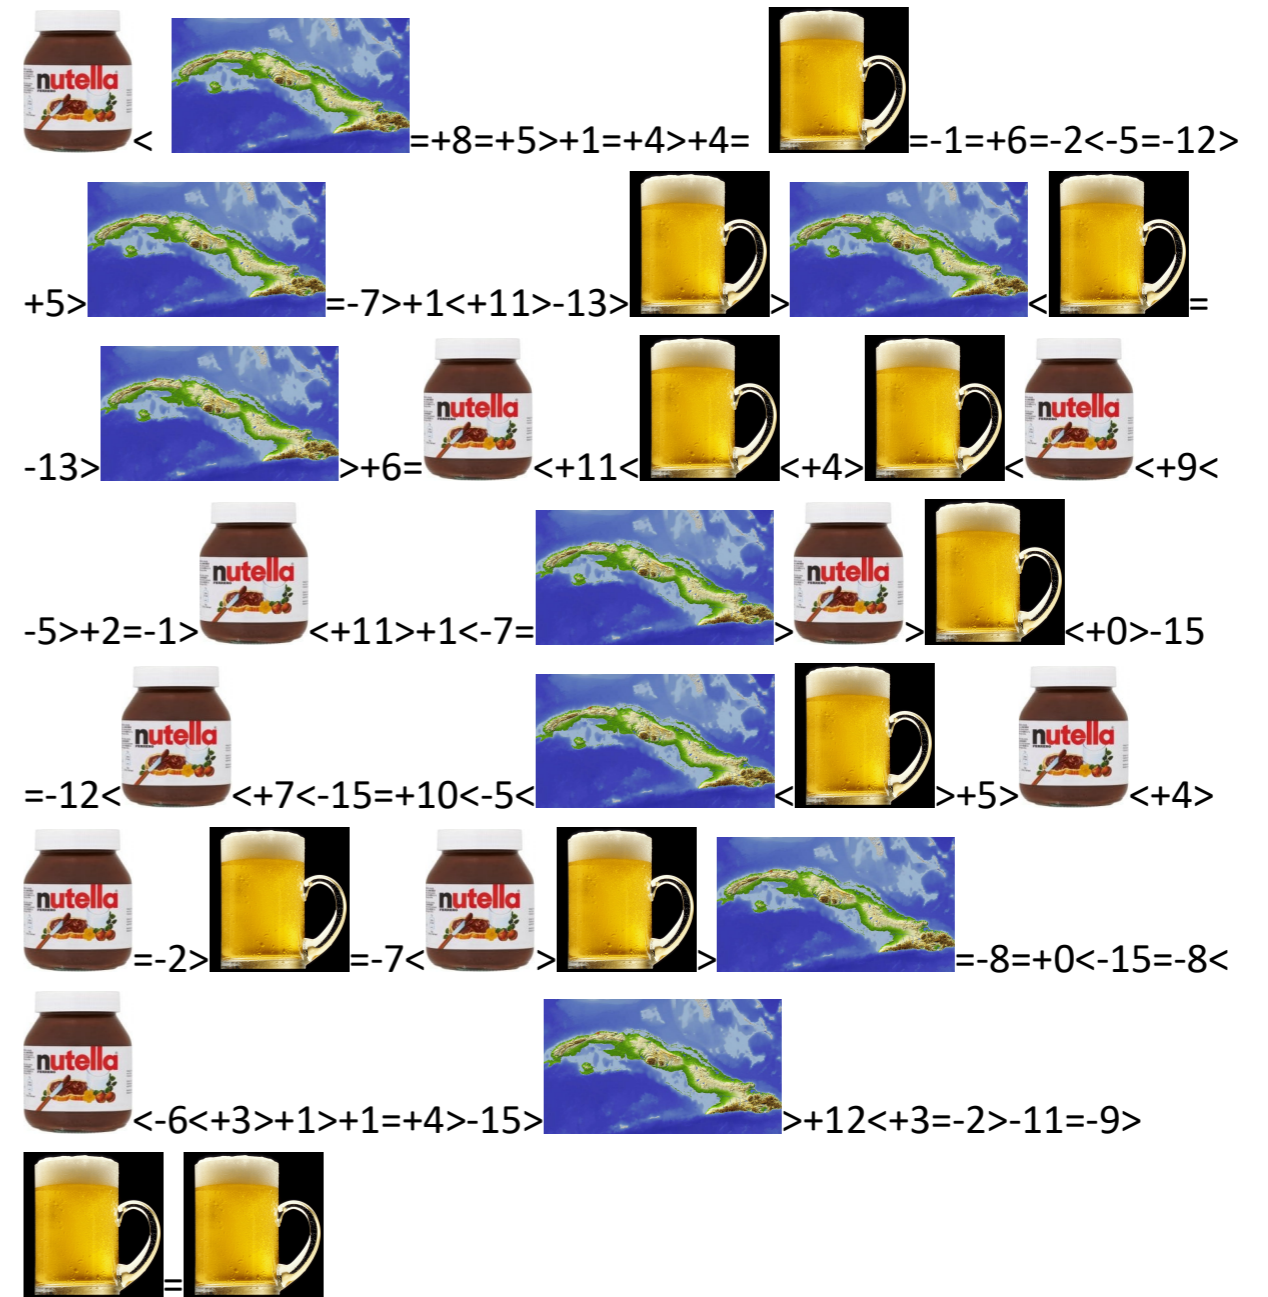 nutella < =+8=+5>+1=+4>+4= =-1=+6=-2<-5=-12>
+5> =-7>+1<+11>-13> > < =
-13> >+6= nutella <+11< <+4> < nutella <+9<
-5>+2=-1> nutella <+11>+1<-7= > nutella > <+0>-15
=-12< nutella <+7<-15=+10<-5< < >+5> nutella <+4>
nutella =-2> =-7< nutella > > =-8=+0<-15=-8<
nutella <-6<+3>+1>+1=+4>-15> >+12<+3=-2>-11=-9>
=